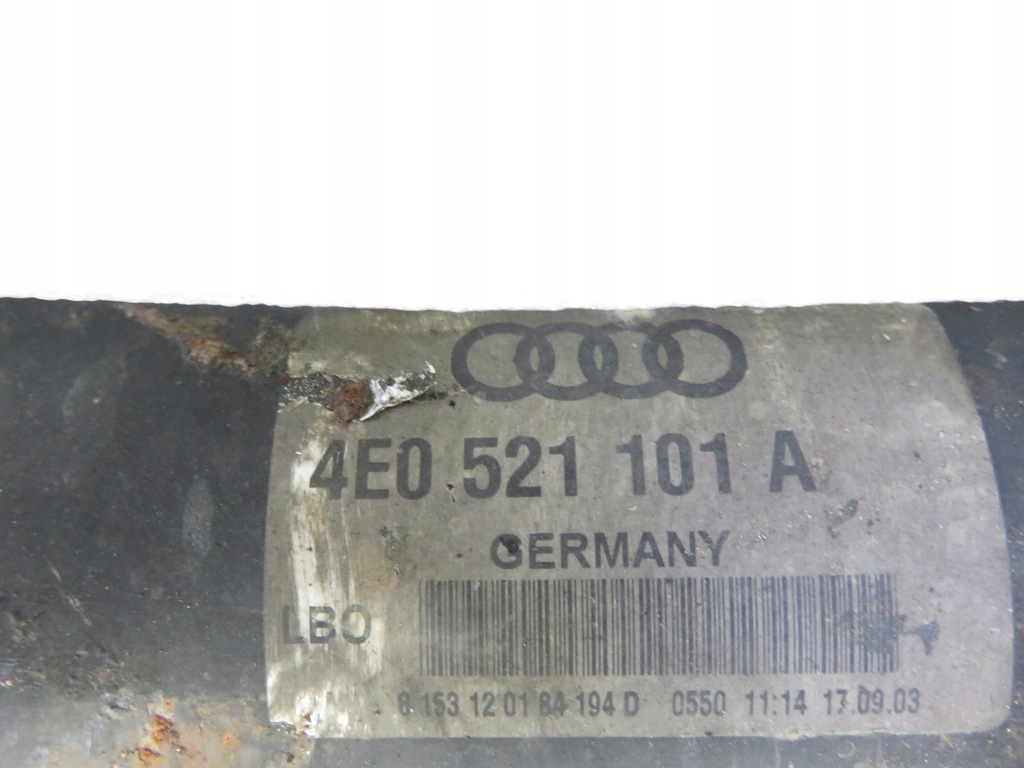 4E0 521 101 A
GERMANY
LBO
8 153 12 01 84 194 D 0550 11:14 17.09.03